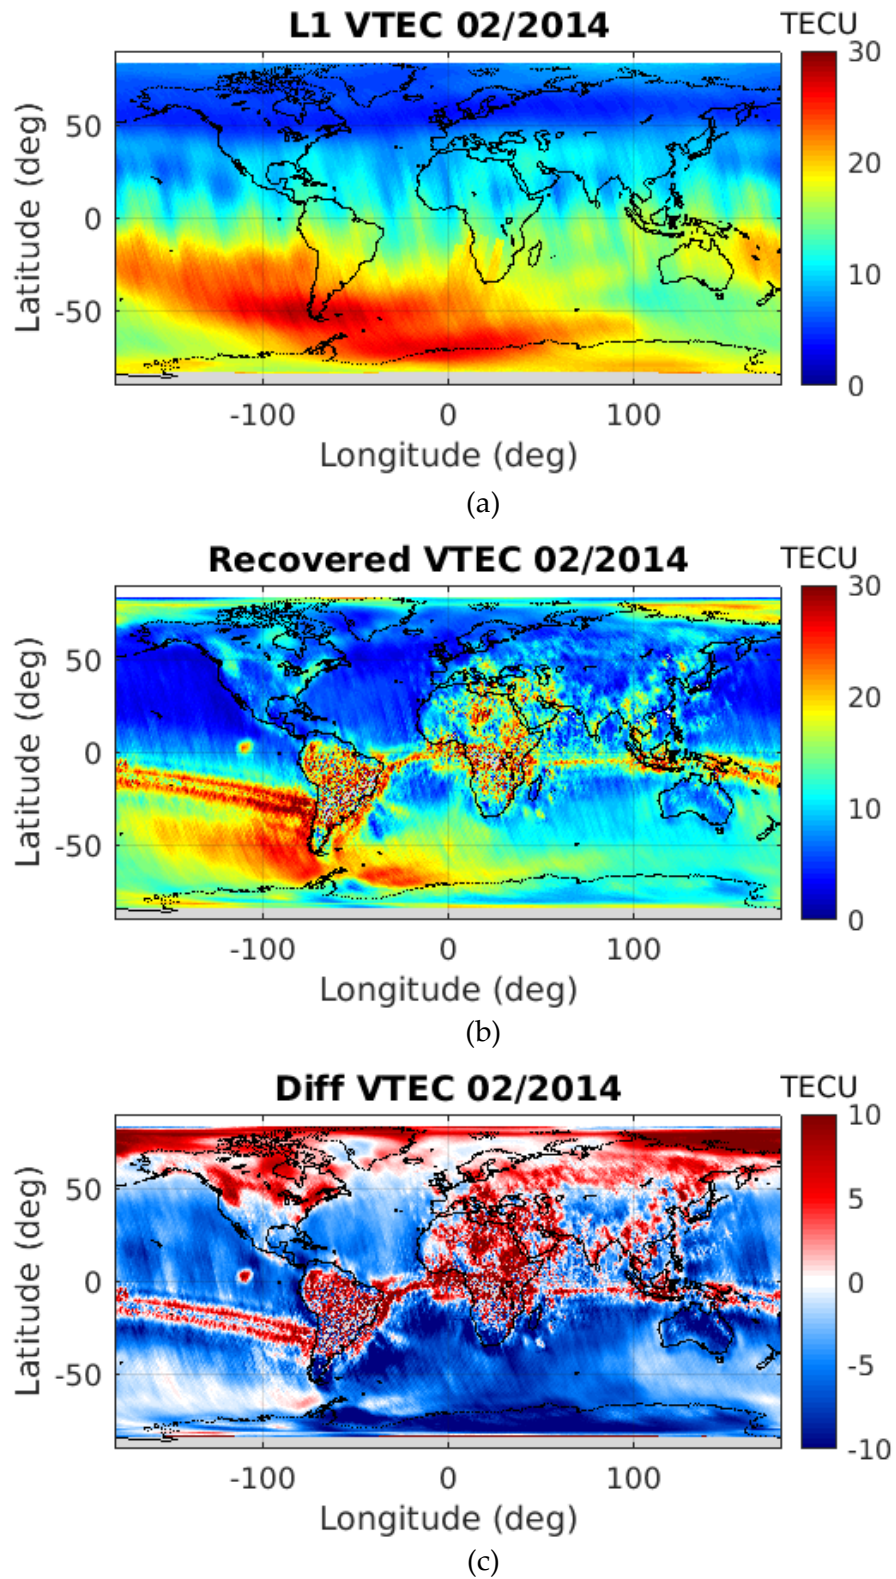 L1 VTEC 02/2014 TECU
30
20
10
0
50
0
-50
Latitude (deg)
-100 0 100
Longitude (deg)
(a)
Recovered VTEC 02/2014 TECU
30
20
10
0
50
0
-50
Latitude (deg)
-100 0 100
Longitude (deg)
(b)
Diff VTEC 02/2014 TECU
10
5
0
-5
-10
50
0
-50
Latitude (deg)
-100 0 100
Longitude (deg)
(c)